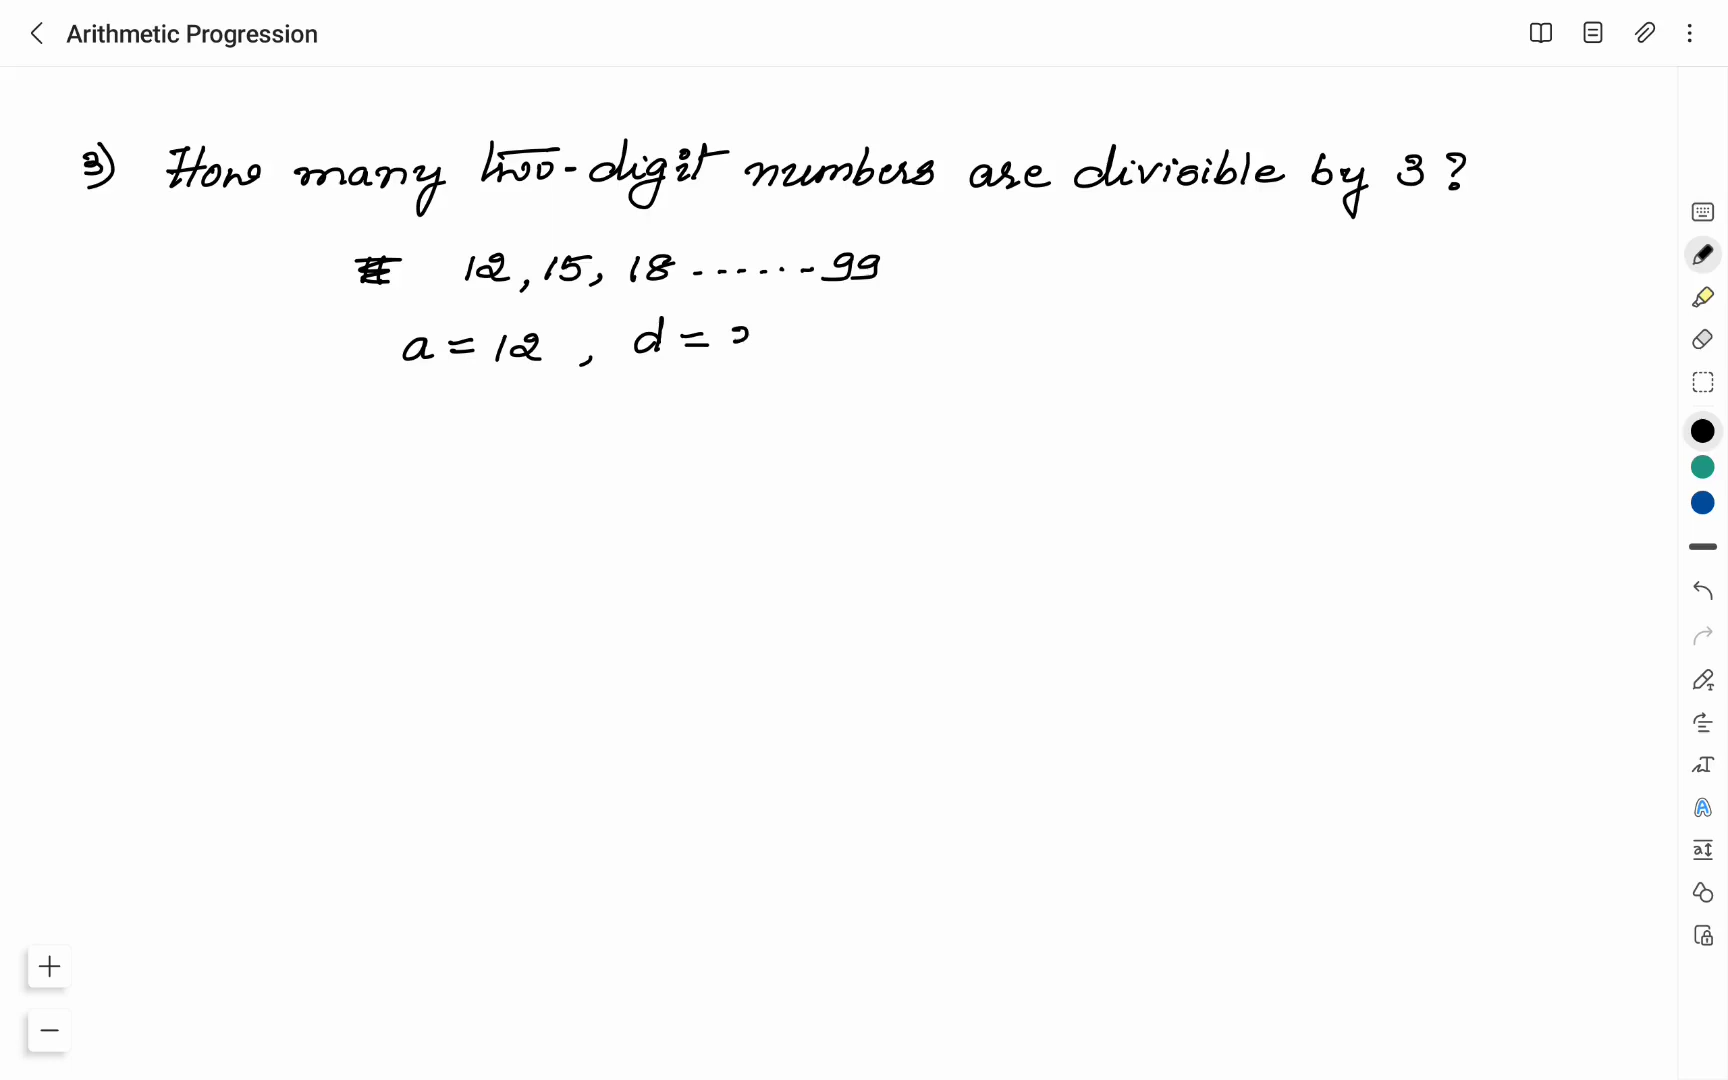 Arithmetic Progression
3) How many two-digit numbers are divisible by 3?
12, 15, 18 ......99
a = 12 , d =